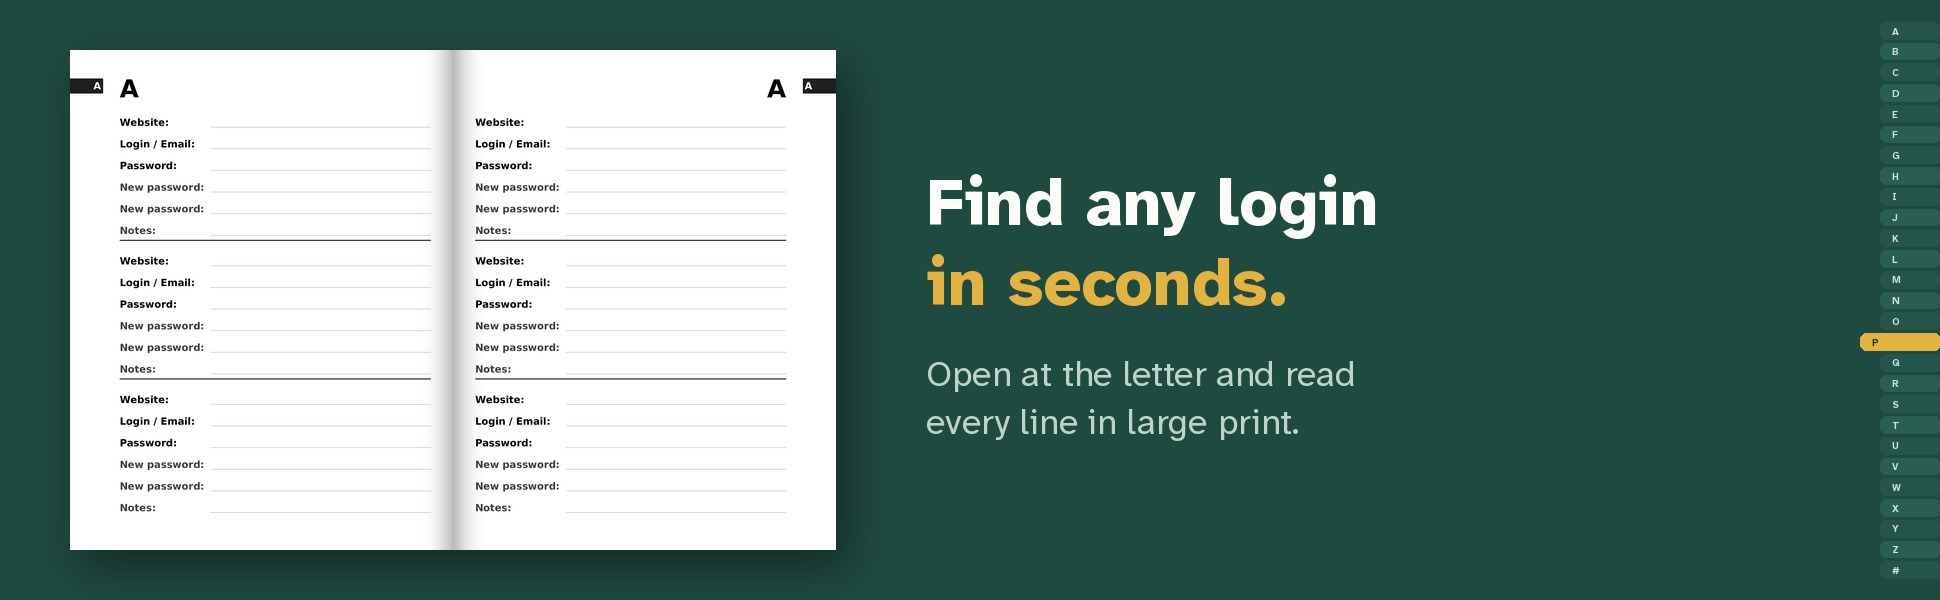 A A
Website:
Login / Email:
Password:
New password:
New password:
Notes:
Website:
Login / Email:
Password:
New password:
New password:
Notes:
Website:
Login / Email:
Password:
New password:
New password:
Notes:
A A
Website:
Login / Email:
Password:
New password:
New password:
Notes:
Website:
Login / Email:
Password:
New password:
New password:
Notes:
Website:
Login / Email:
Password:
New password:
New password:
Notes:
Find any login
in seconds.
Open at the letter and read
every line in large print.
A
B
C
D
E
F
G
H
I
J
K
L
M
N
O
P
Q
R
S
T
U
V
W
X
Y
Z
#